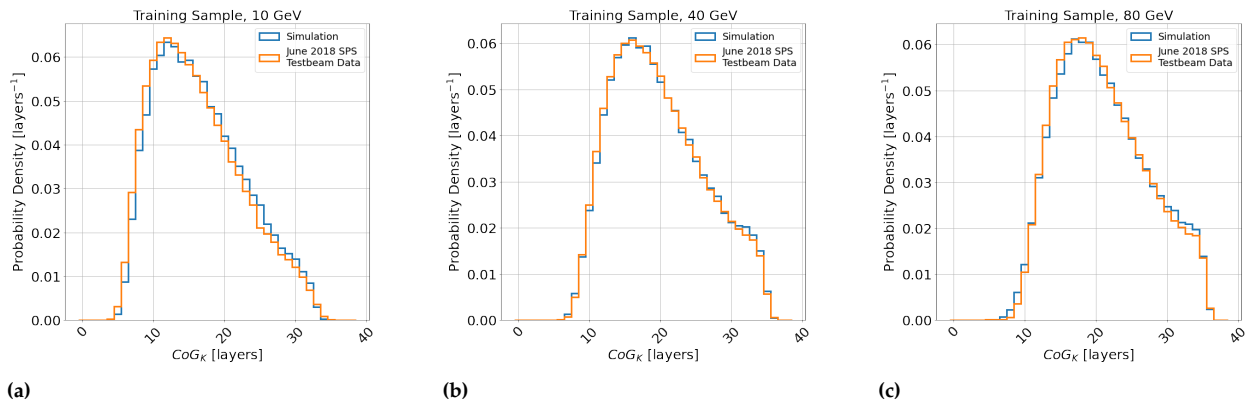 Training Sample, 10 GeV
Simulation
June 2018 SPS
Testbeam Data
Probability Density [layers⁻¹]
0.06
0.05
0.04
0.03
0.02
0.01
0.00
0 10 20 30 40
CoG_K [layers]
(a)
Training Sample, 40 GeV
Simulation
June 2018 SPS
Testbeam Data
Probability Density [layers⁻¹]
0.06
0.05
0.04
0.03
0.02
0.01
0.00
0 10 20 30 40
CoG_K [layers]
(b)
Training Sample, 80 GeV
Simulation
June 2018 SPS
Testbeam Data
Probability Density [layers⁻¹]
0.06
0.05
0.04
0.03
0.02
0.01
0.00
0 10 20 30 40
CoG_K [layers]
(c)